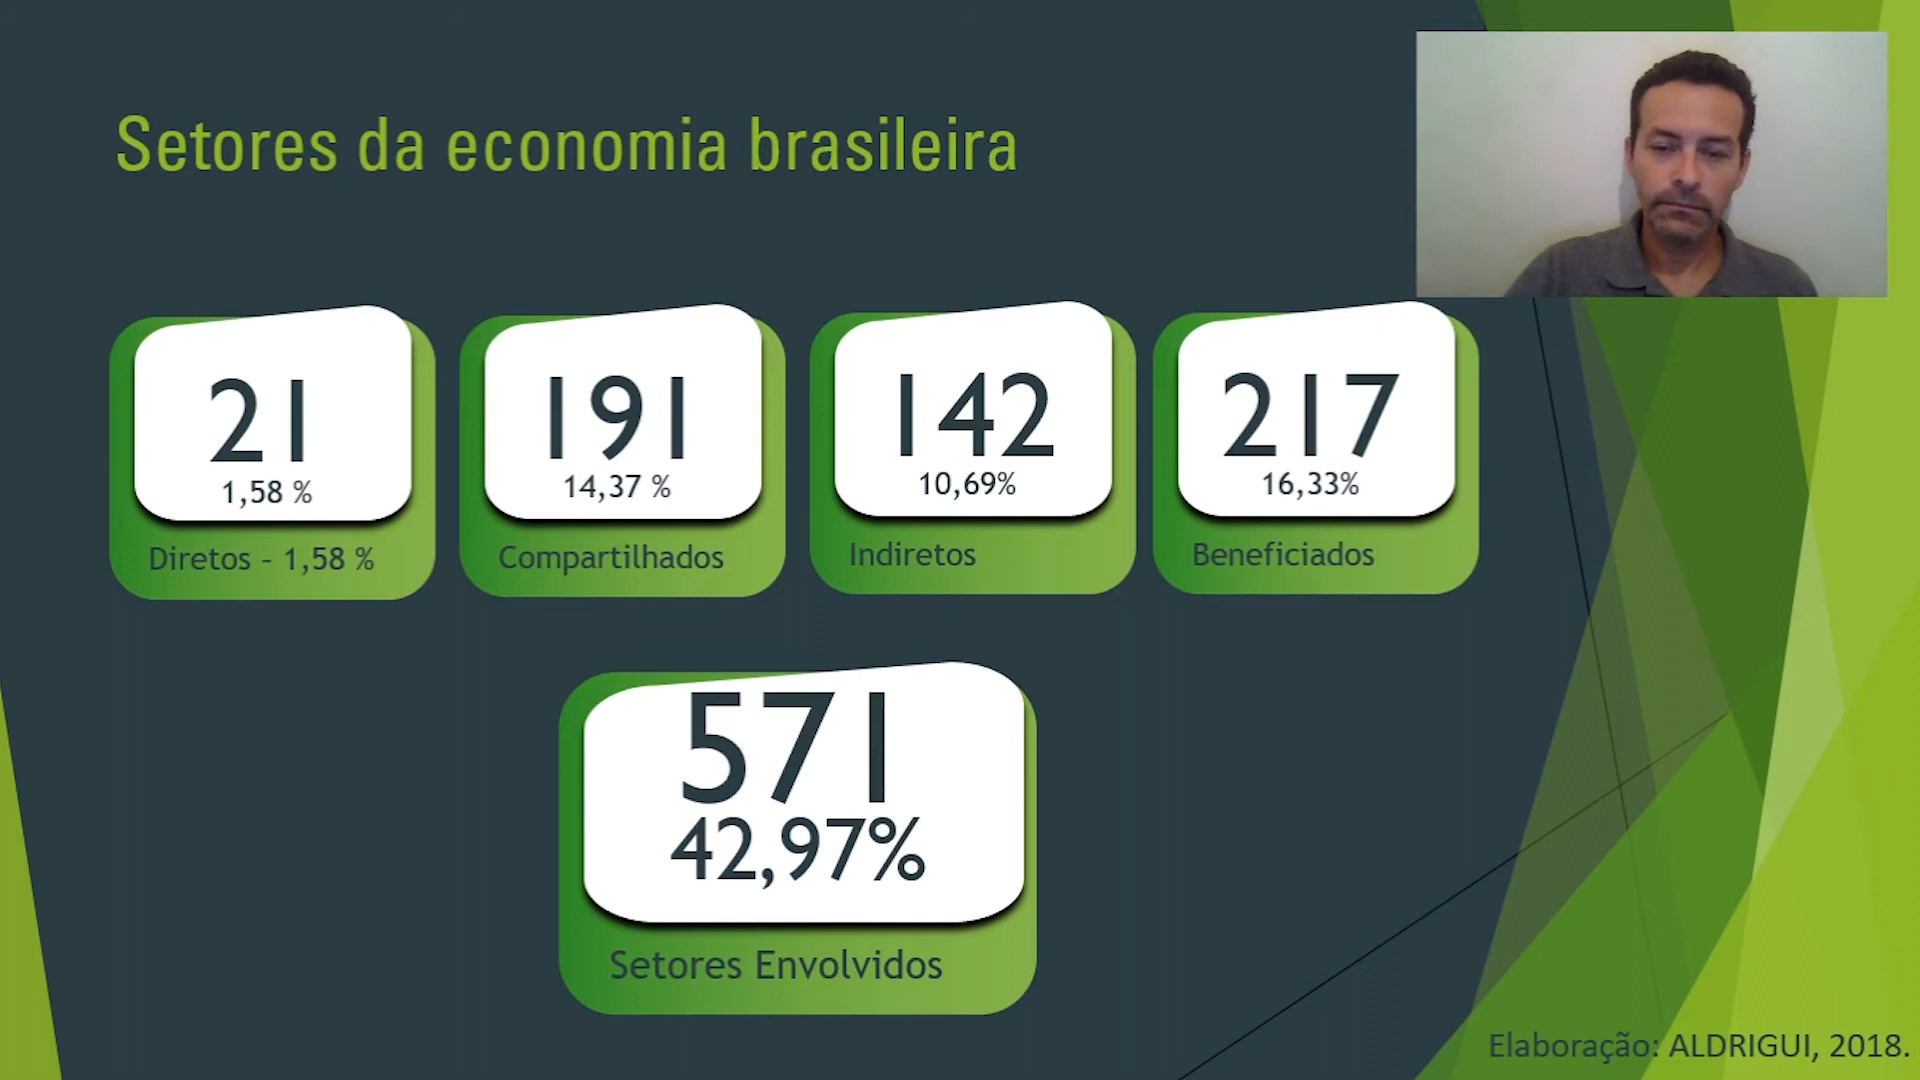 Setores da economia brasileira
21
1,58 %
Diretos – 1,58 %
191
14,37 %
Compartilhados
142
10,69%
Indiretos
217
16,33%
Beneficiados
571
42,97%
Setores Envolvidos
Elaboração: ALDRIGUI, 2018.